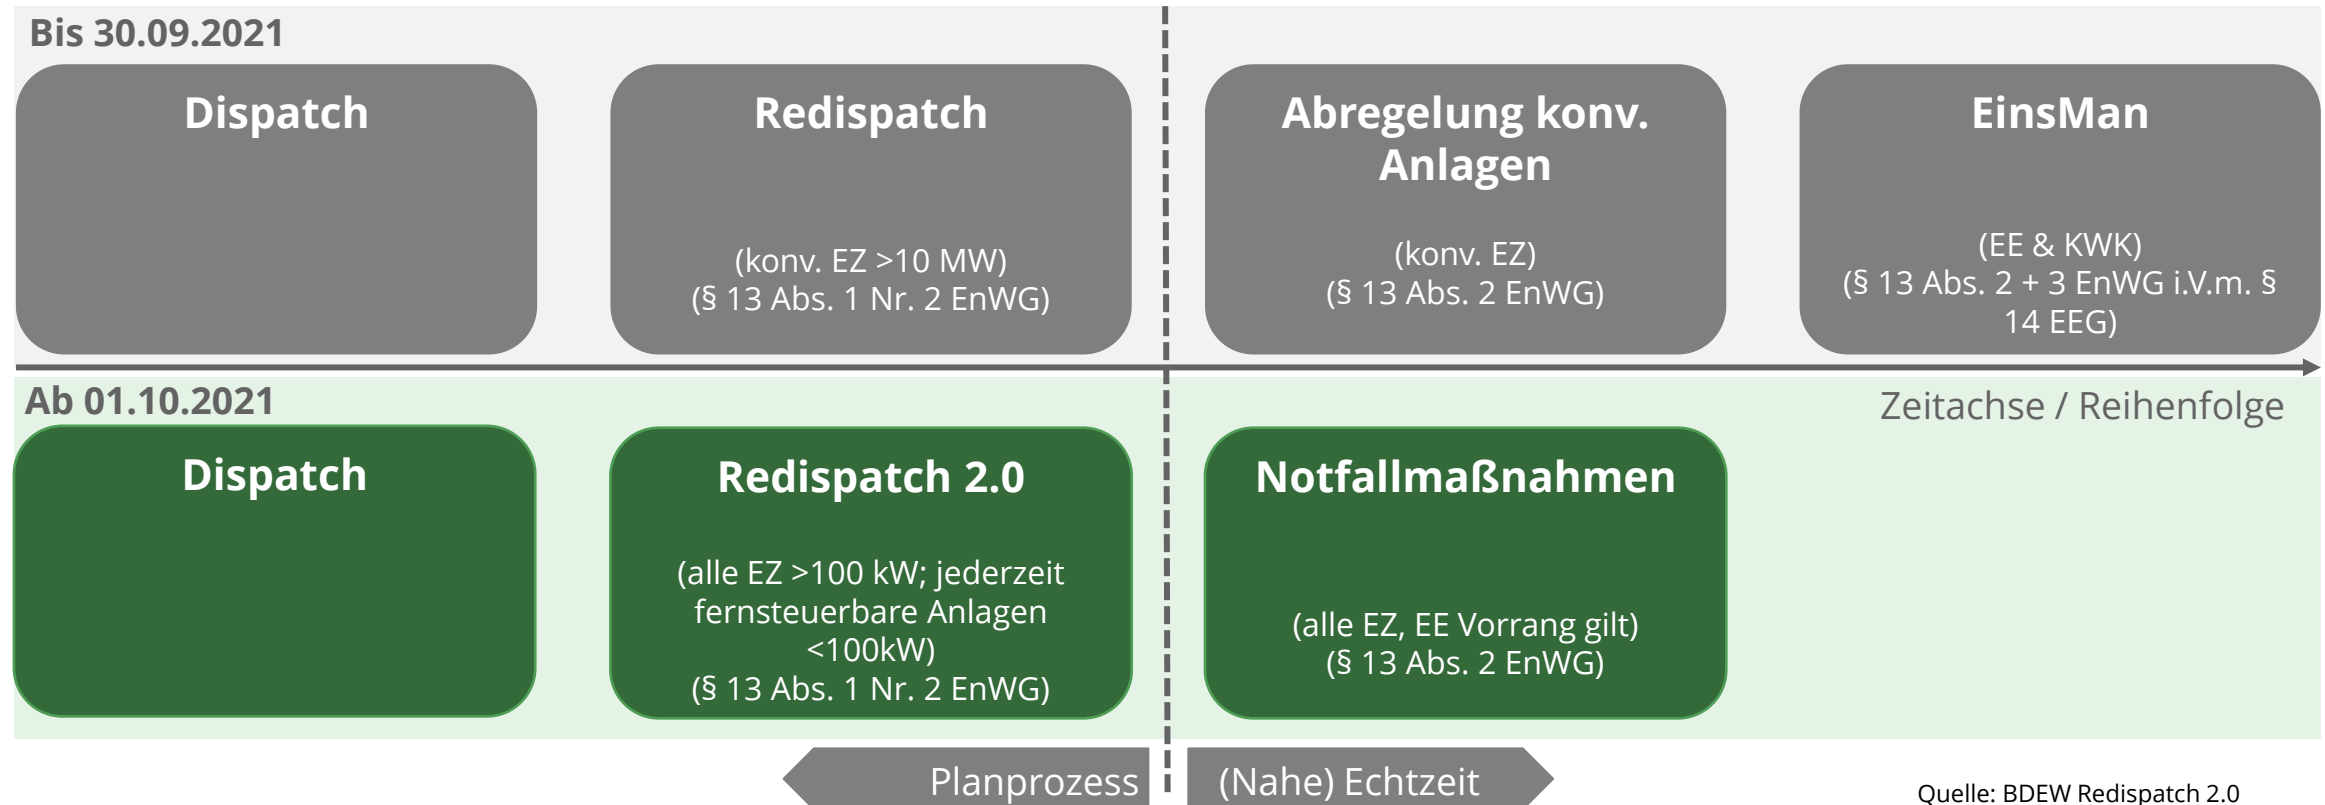 Bis 30.09.2021
Dispatch
Redispatch
(konv. EZ >10 MW)
(§ 13 Abs. 1 Nr. 2 EnWG)
Abregelung konv.
Anlagen
(konv. EZ)
(§ 13 Abs. 2 EnWG)
EinsMan
(EE & KWK)
(§ 13 Abs. 2 + 3 EnWG i.V.m. §
14 EEG)
Ab 01.10.2021
Zeitachse / Reihenfolge
Dispatch
Redispatch 2.0
(alle EZ >100 kW; jederzeit
fernsteuerbare Anlagen
<100kW)
(§ 13 Abs. 1 Nr. 2 EnWG)
Notfallmaßnahmen
(alle EZ, EE Vorrang gilt)
(§ 13 Abs. 2 EnWG)
Planprozess
(Nahe) Echtzeit
Quelle: BDEW Redispatch 2.0